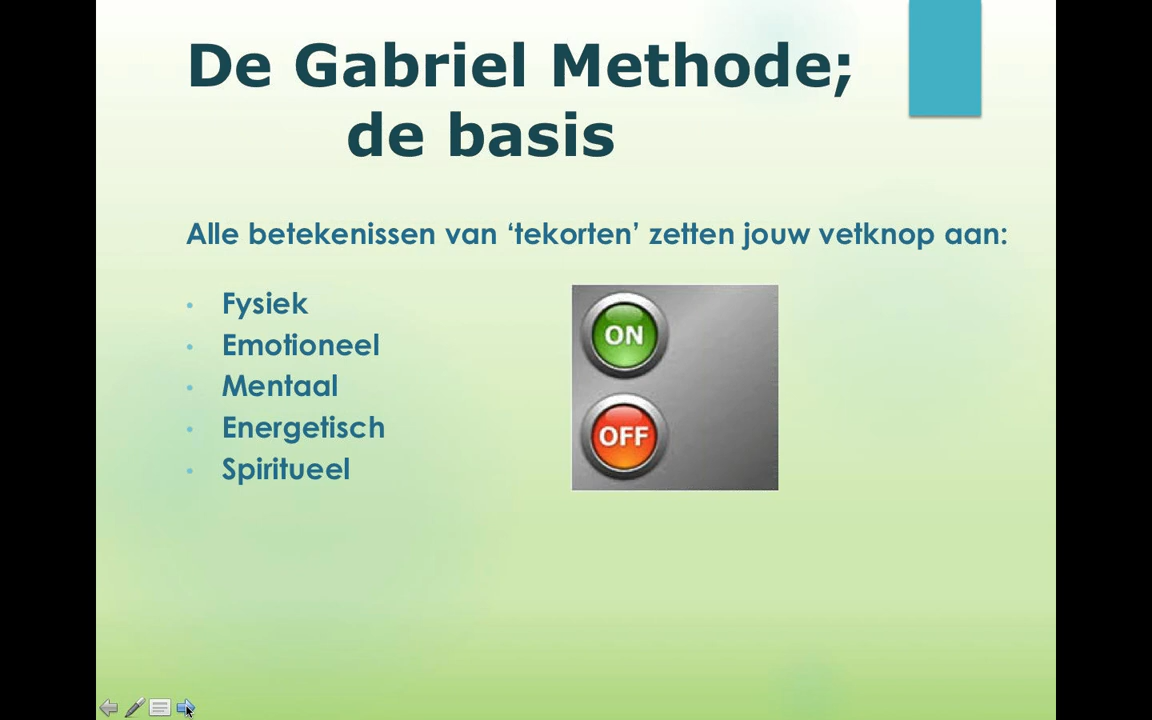 De Gabriel Methode;
de basis
Alle betekenissen van ‘tekorten’ zetten jouw vetknop aan:
• Fysiek
• Emotioneel
• Mentaal
• Energetisch
• Spiritueel
ON
OFF